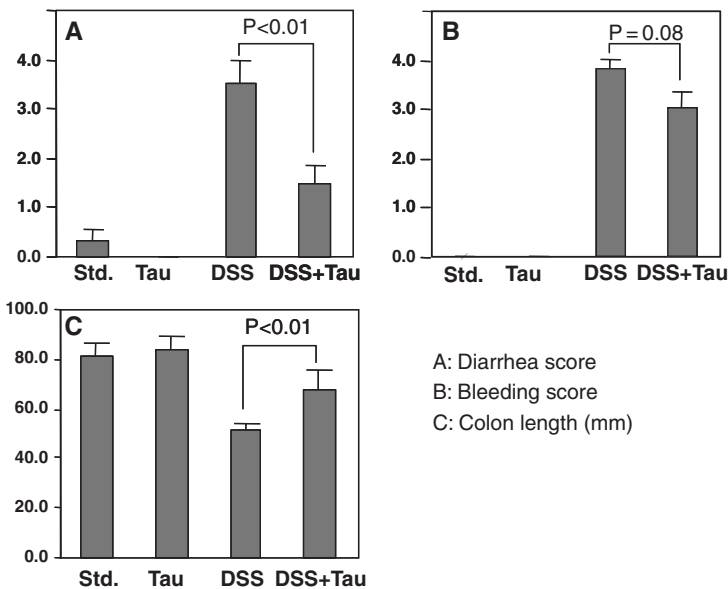 A
P<0.01
4.0
3.0
2.0
1.0
0.0
Std. Tau DSS DSS+Tau
B
P = 0.08
4.0
3.0
2.0
1.0
0.0
Std. Tau DSS DSS+Tau
C
P<0.01
100.0
80.0
60.0
40.0
20.0
0.0
Std. Tau DSS DSS+Tau
A: Diarrhea score
B: Bleeding score
C: Colon length (mm)